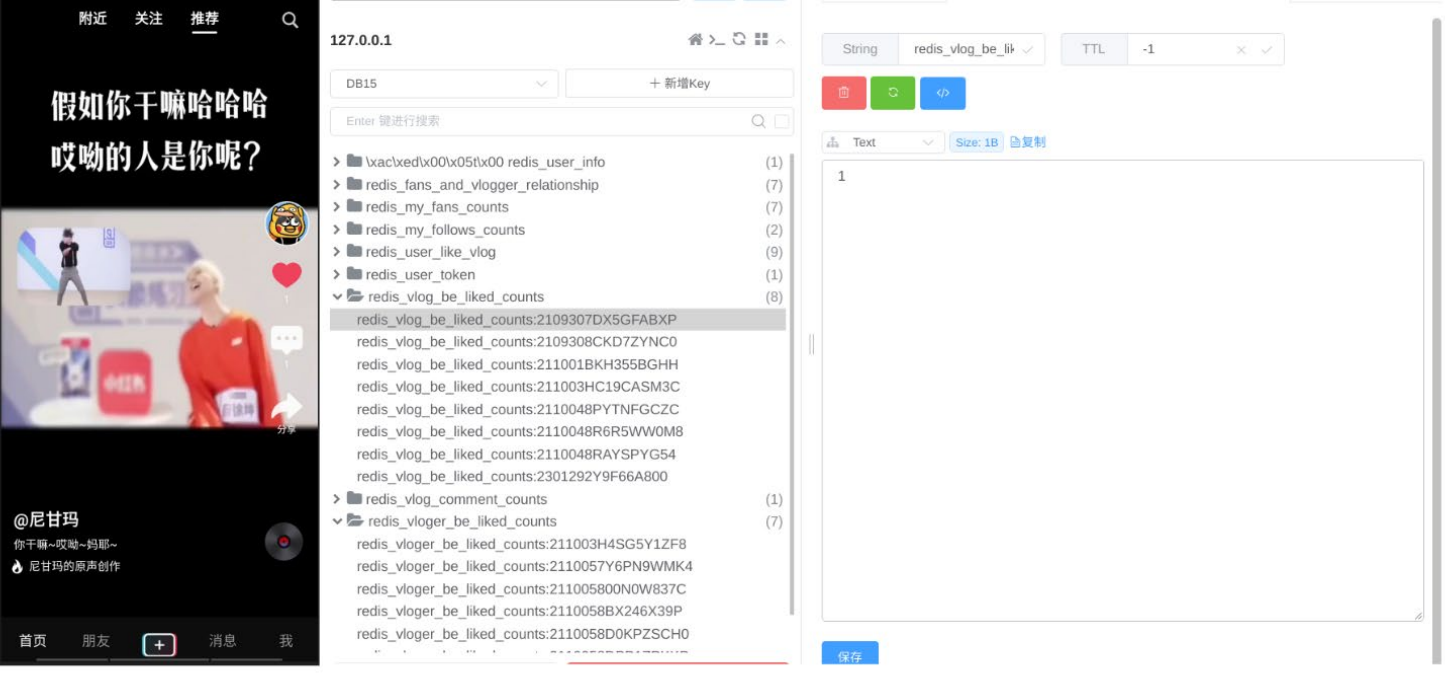 附近 关注 推荐
假如你干嘛哈哈哈
哎呦的人是你呢?
小红书
1
1
分享
@尼甘玛
你干嘛~哎呦~妈耶~
尼甘玛的原声创作
首页 朋友 + 消息 我
127.0.0.1
DB15
+ 新增Key
Enter 键进行搜索
\xac\xed\x00\x05t\x00 redis_user_info (1)
redis_fans_and_vlogger_relationship (7)
redis_my_fans_counts (7)
redis_my_follows_counts (2)
redis_user_like_vlog (9)
redis_user_token (1)
redis_vlog_be_liked_counts (8)
redis_vlog_be_liked_counts:2109307DX5GFABXP
redis_vlog_be_liked_counts:2109308CKD7ZYNC0
redis_vlog_be_liked_counts:211001BKH355BGHH
redis_vlog_be_liked_counts:211003HC19CASM3C
redis_vlog_be_liked_counts:2110048PYTNFGCZC
redis_vlog_be_liked_counts:2110048R6R5WW0M8
redis_vlog_be_liked_counts:2110048RAYSPYG54
redis_vlog_be_liked_counts:2301292Y9F66A800
redis_vlog_comment_counts (1)
redis_vloger_be_liked_counts (7)
redis_vloger_be_liked_counts:211003H4SG5Y1ZF8
redis_vloger_be_liked_counts:2110057Y6PN9WMK4
redis_vloger_be_liked_counts:211005800N0W837C
redis_vloger_be_liked_counts:2110058BX246X39P
redis_vloger_be_liked_counts:2110058D0KPZSCH0
String redis_vlog_be_lik
TTL -1
Text Size: 1B 复制
1
保存